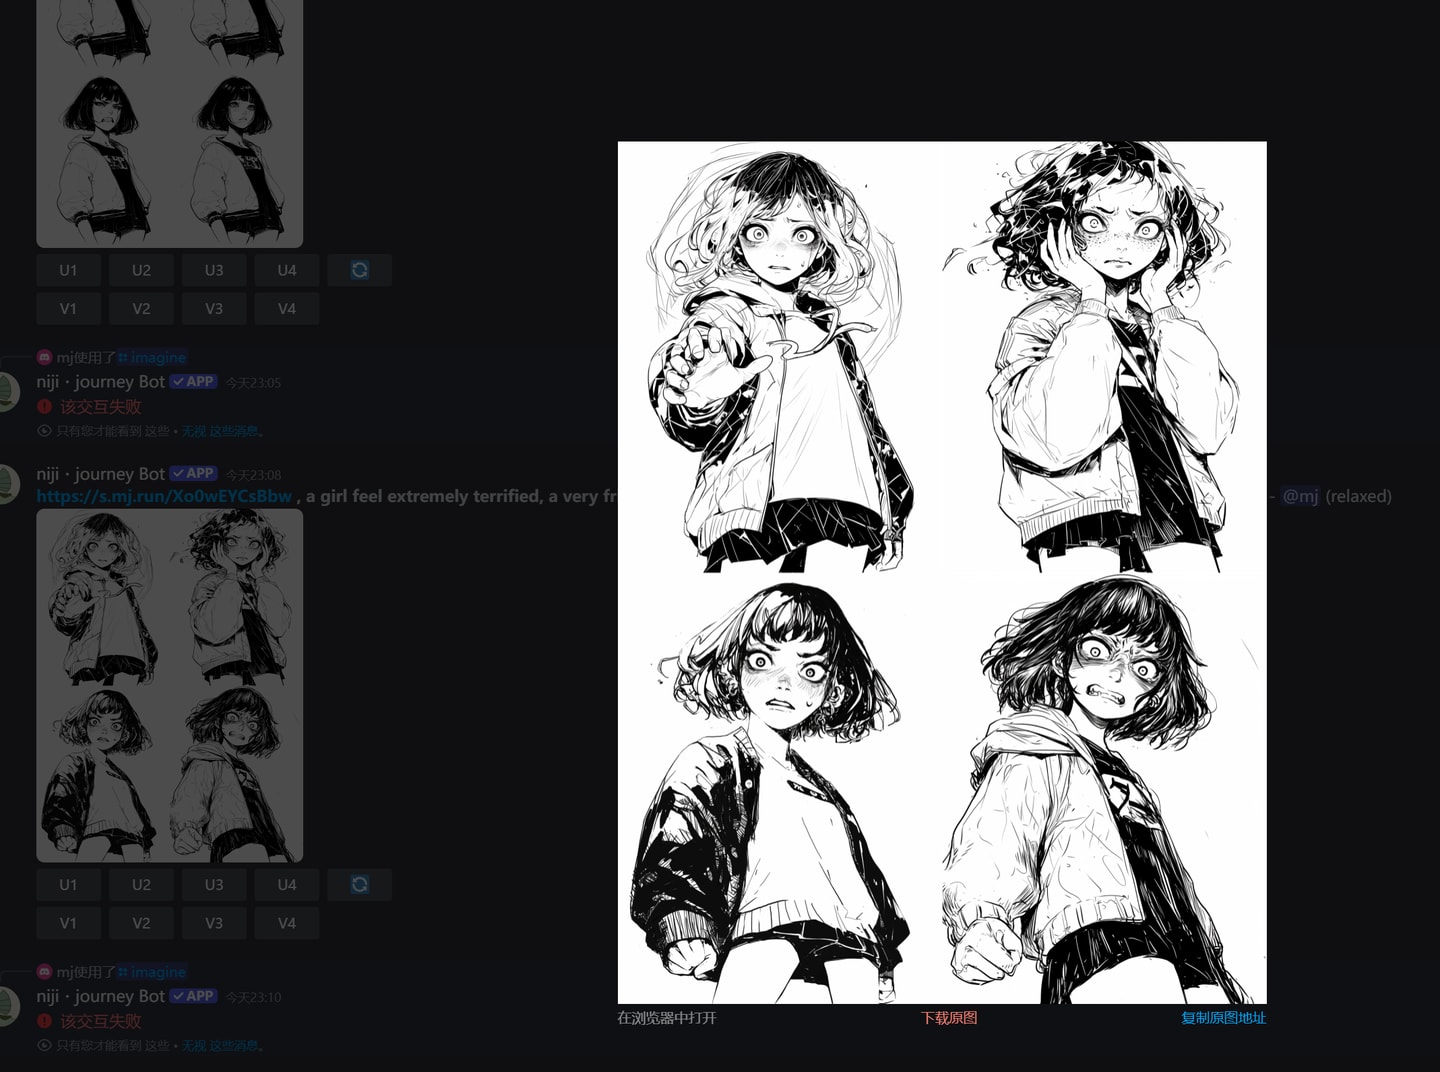 U1 U2 U3 U4
V1 V2 V3 V4
mj使用了 imagine
niji · journey Bot APP 今天23:05
该交互失败
只有您才能看到 这些 • 无视 这些消息。
niji · journey Bot APP 今天23:08
https://s.mj.run/Xo0wEYCsBbw , a girl feel extremely terrified, a very fr - @mj (relaxed)
U1 U2 U3 U4
V1 V2 V3 V4
mj使用了 imagine
niji · journey Bot APP 今天23:10
该交互失败
只有您才能看到 这些 • 无视 这些消息。
在浏览器中打开 下载原图 复制原图地址